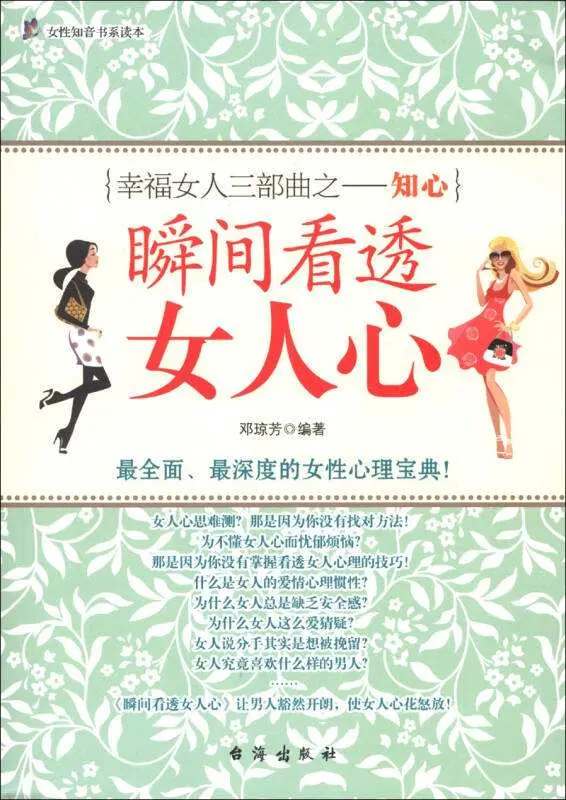 女性知音书系读本
{幸福女人三部曲之——知心}
瞬间看透
女人心
邓琼芳◎编著
最全面、最深度的女性心理宝典！
女人心思难测？那是因为你没有找对方法！
为不懂女人心而忧郁烦恼？
那是因为你没有掌握看透女人心理的技巧！
什么是女人的爱情心理惯性？
为什么女人总是缺乏安全感？
为什么女人这么爱猜疑？
女人说分手其实是想被挽留？
女人究竟喜欢什么样的男人？
……
《瞬间看透女人心》让男人豁然开朗，使女人心花怒放！
台海出版社